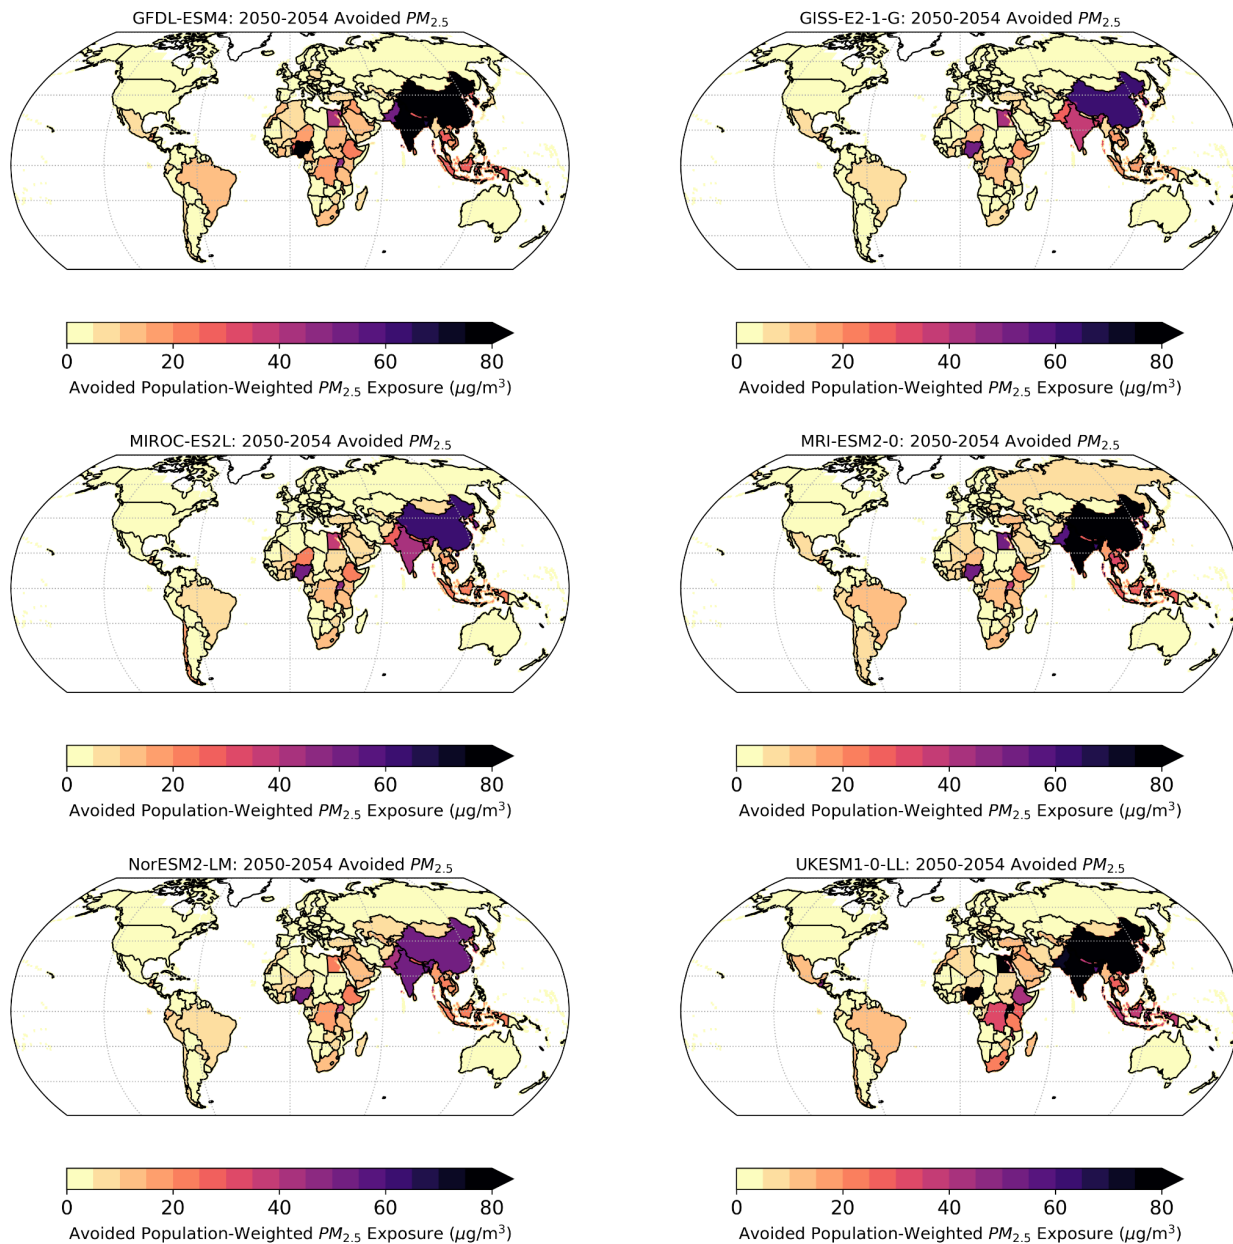 GFDL-ESM4: 2050-2054 Avoided PM2.5
0 20 40 60 80
Avoided Population-Weighted PM2.5 Exposure (μg/m³)
GISS-E2-1-G: 2050-2054 Avoided PM2.5
0 20 40 60 80
Avoided Population-Weighted PM2.5 Exposure (μg/m³)
MIROC-ES2L: 2050-2054 Avoided PM2.5
0 20 40 60 80
Avoided Population-Weighted PM2.5 Exposure (μg/m³)
MRI-ESM2-0: 2050-2054 Avoided PM2.5
0 20 40 60 80
Avoided Population-Weighted PM2.5 Exposure (μg/m³)
NorESM2-LM: 2050-2054 Avoided PM2.5
0 20 40 60 80
Avoided Population-Weighted PM2.5 Exposure (μg/m³)
UKESM1-0-LL: 2050-2054 Avoided PM2.5
0 20 40 60 80
Avoided Population-Weighted PM2.5 Exposure (μg/m³)